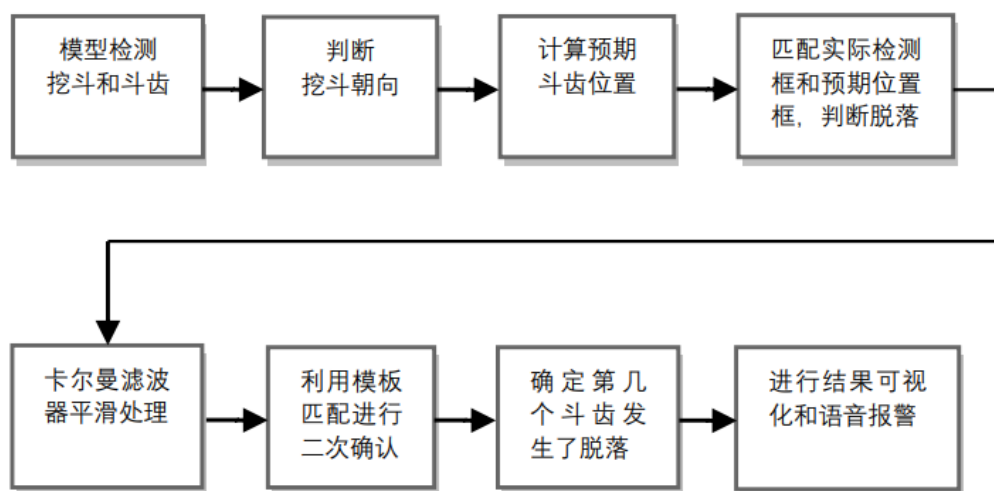 模型检测
挖斗和斗齿
判断
挖斗朝向
计算预期
斗齿位置
匹配实际检测
框和预期位置
框，判断脱落
卡尔曼滤波
器平滑处理
利用模板
匹配进行
二次确认
确定第几
个斗齿发
生了脱落
进行结果可视
化和语音报警